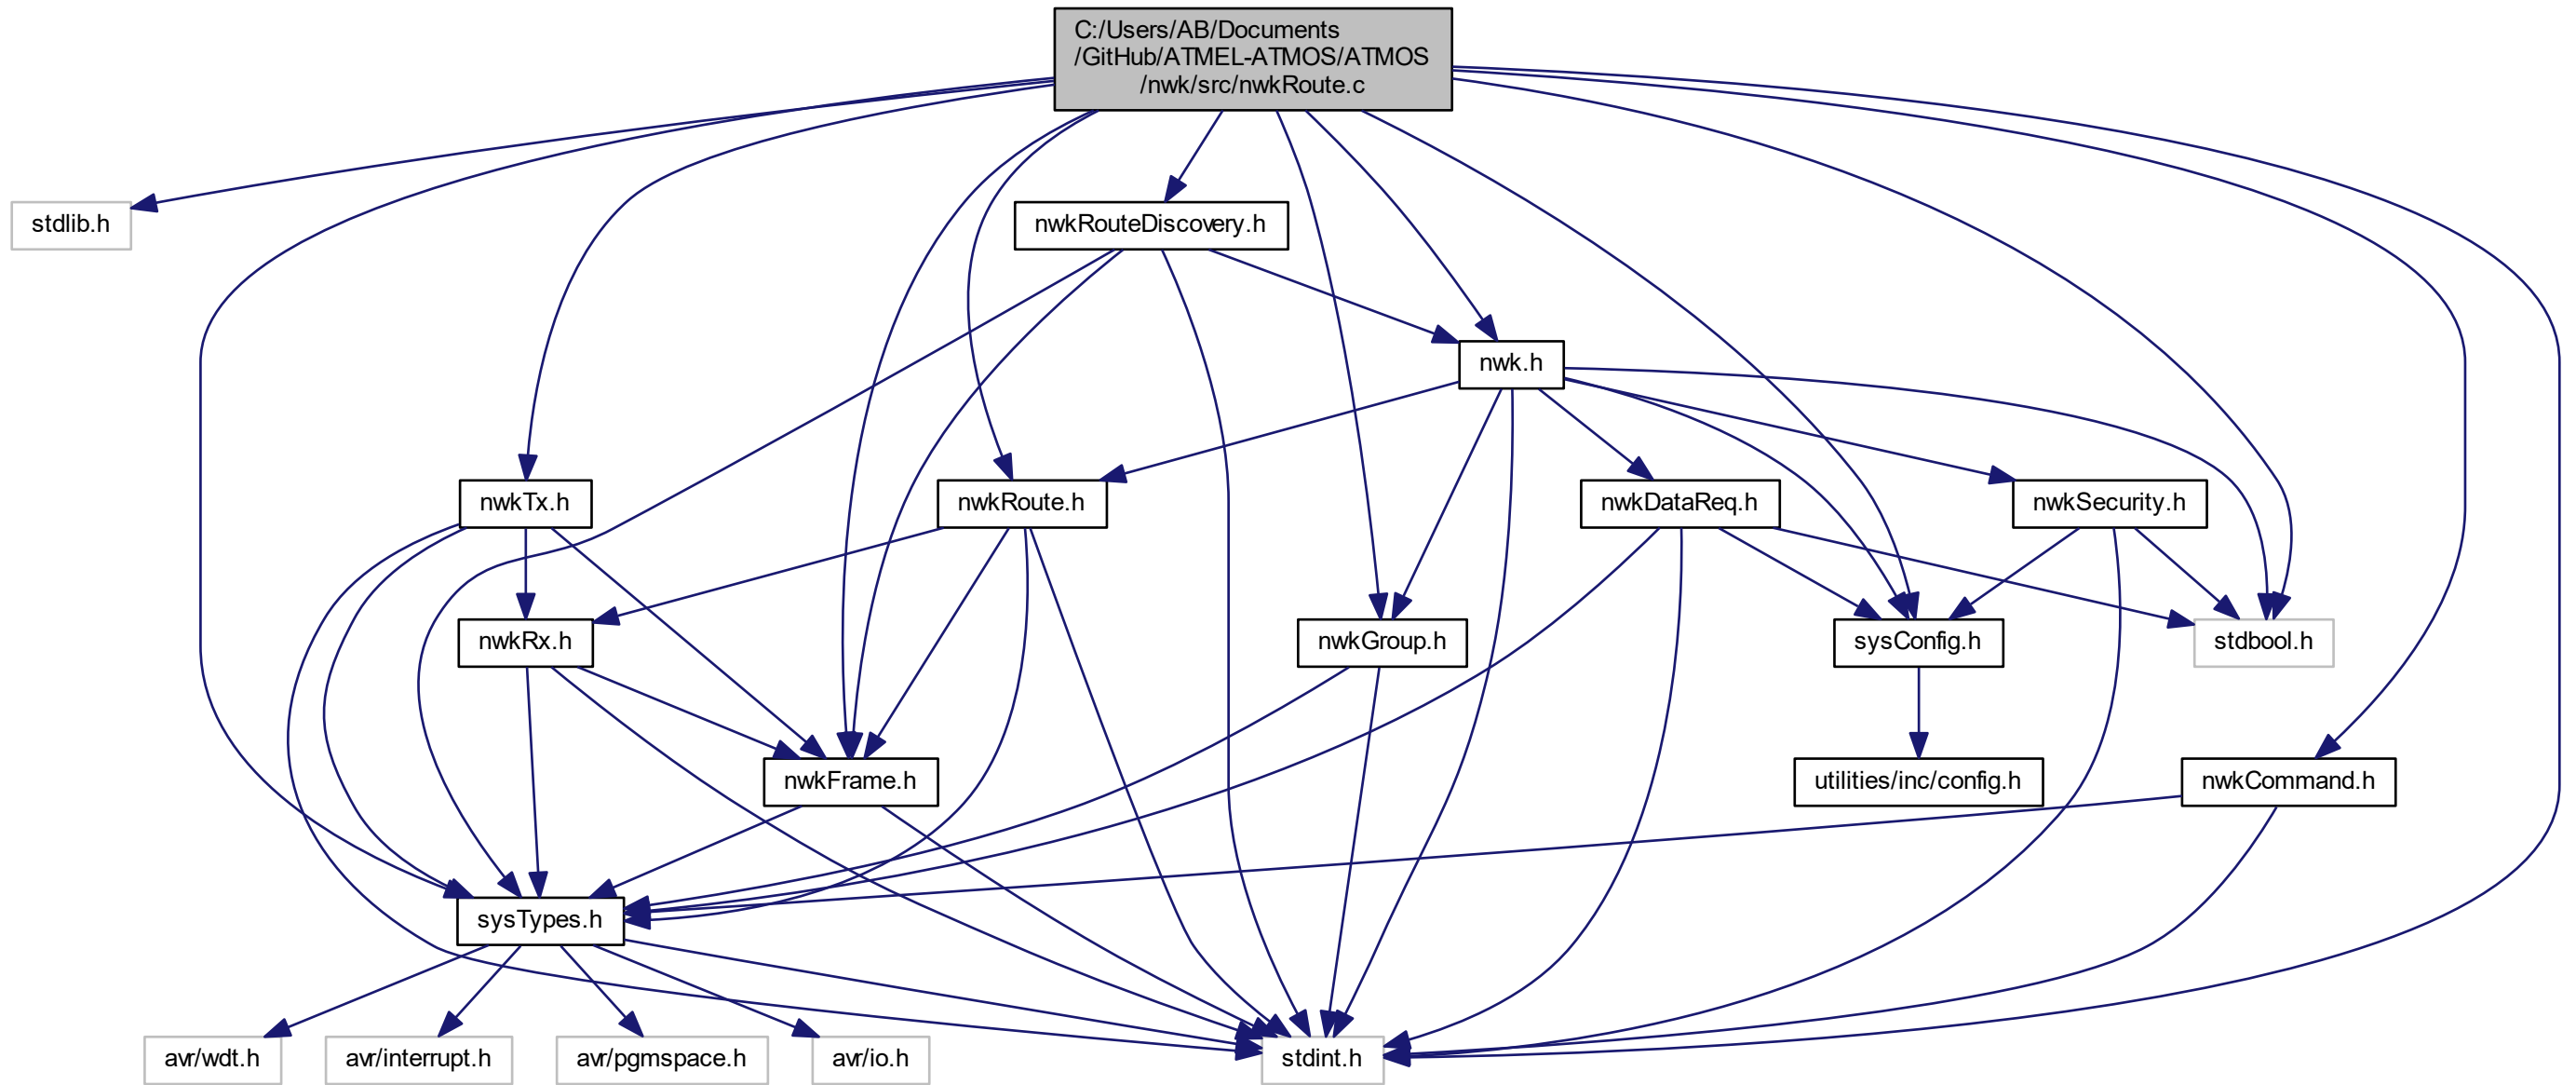 C:/Users/AB/Documents
/GitHub/ATMEL-ATMOS/ATMOS
/nwk/src/nwkRoute.c
stdlib.h
nwkRouteDiscovery.h
nwk.h
nwkTx.h
nwkRoute.h
nwkDataReq.h
nwkSecurity.h
nwkRx.h
nwkGroup.h
sysConfig.h
stdbool.h
nwkFrame.h
utilities/inc/config.h
nwkCommand.h
sysTypes.h
avr/wdt.h
avr/interrupt.h
avr/pgmspace.h
avr/io.h
stdint.h